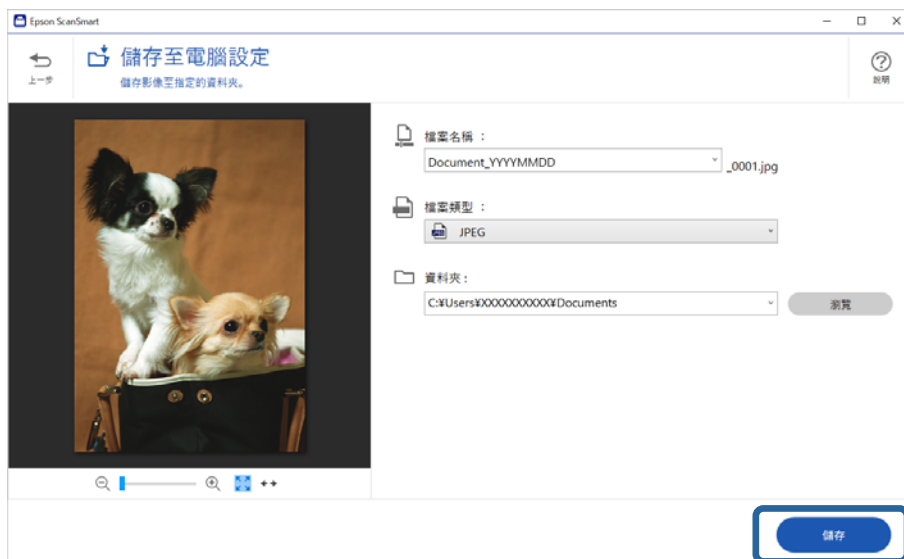 Epson ScanSmart
上一步
儲存至電腦設定
儲存影像至指定的資料夾。
說明
檔案名稱：
Document_YYYYMMDD
_0001.jpg
檔案類型：
JPEG
資料夾：
C:¥Users¥XXXXXXXXXX¥Documents
瀏覽
儲存